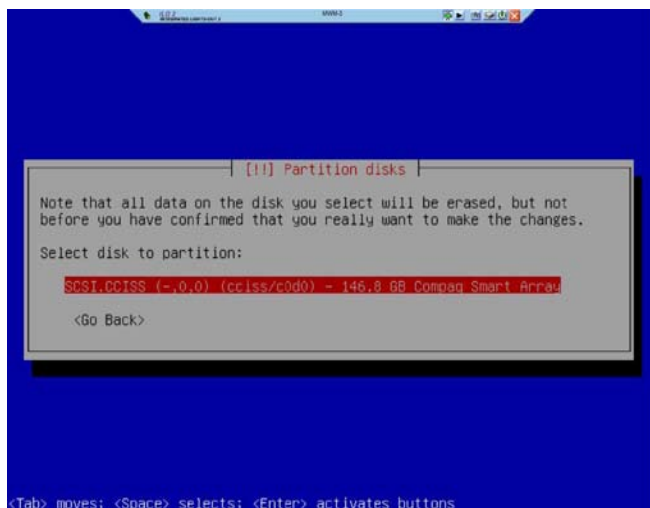 [!!] Partition disks
Note that all data on the disk you select will be erased, but not
before you have confirmed that you really want to make the changes.
Select disk to partition:
SCSI.CCISS (-,0,0) (cciss/c0d0) - 146.8 GB Compaq Smart Array
<Go Back>
<Tab> moves; <Space> selects; <Enter> activates buttons